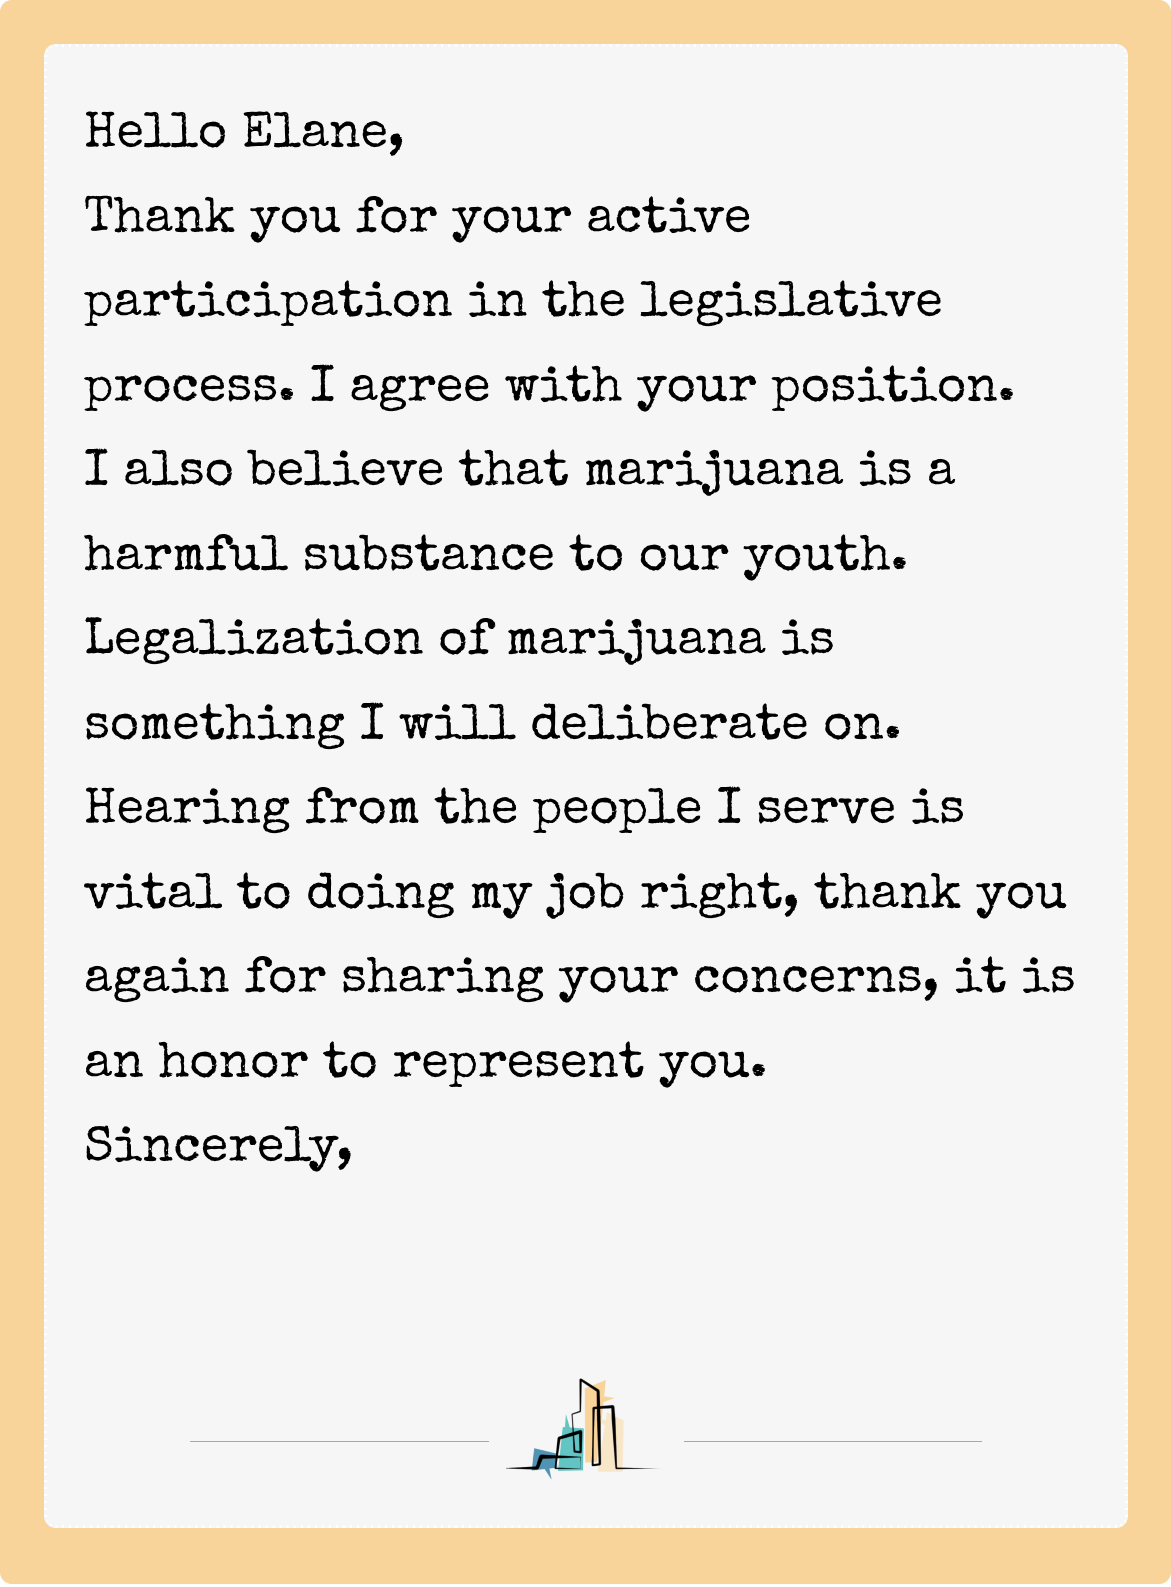 Hello Elane,
Thank you for your active
participation in the legislative
process. I agree with your position.
I also believe that marijuana is a
harmful substance to our youth.
Legalization of marijuana is
something I will deliberate on.
Hearing from the people I serve is
vital to doing my job right, thank you
again for sharing your concerns, it is
an honor to represent you.
Sincerely,